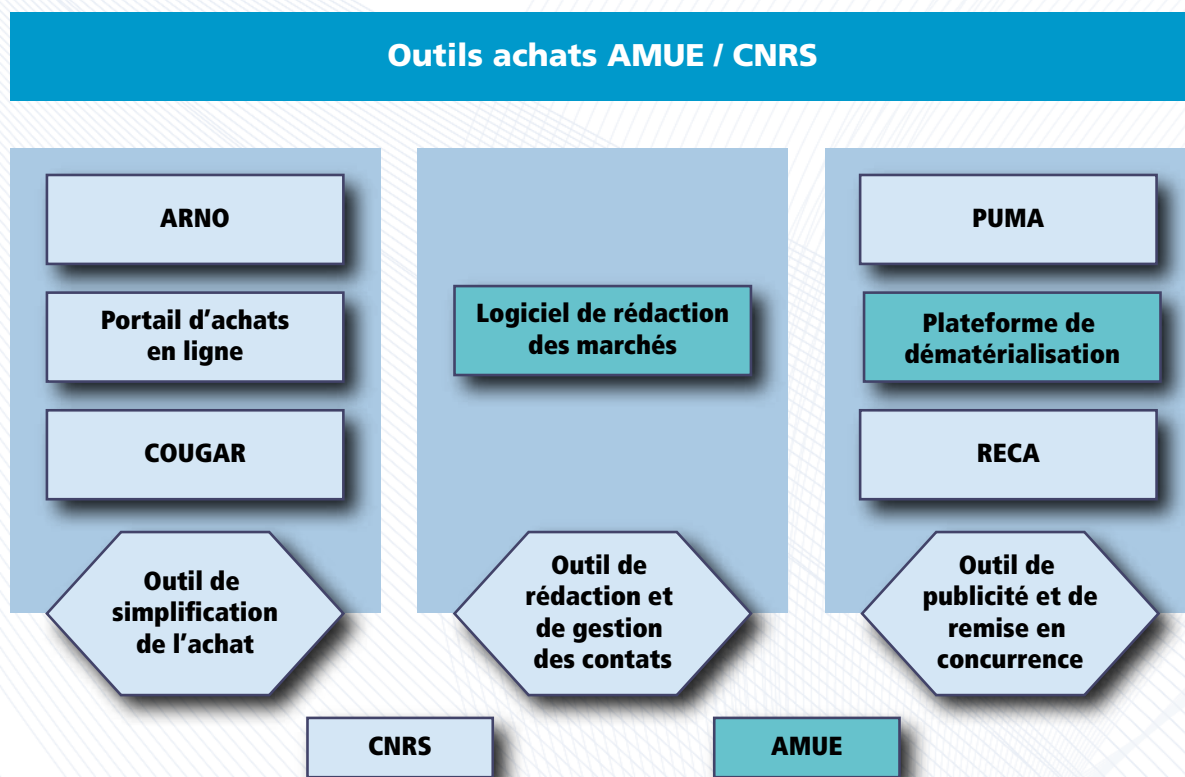 Outils achats AMUE / CNRS
ARNO
Portail d’achats
en ligne
COUGAR
Outil de
simplification
de l’achat
Logiciel de rédaction
des marchés
Outil de
rédaction et
de gestion
des contats
PUMA
Plateforme de
dématérialisation
RECA
Outil de
publicité et de
remise en
concurrence
CNRS
AMUE